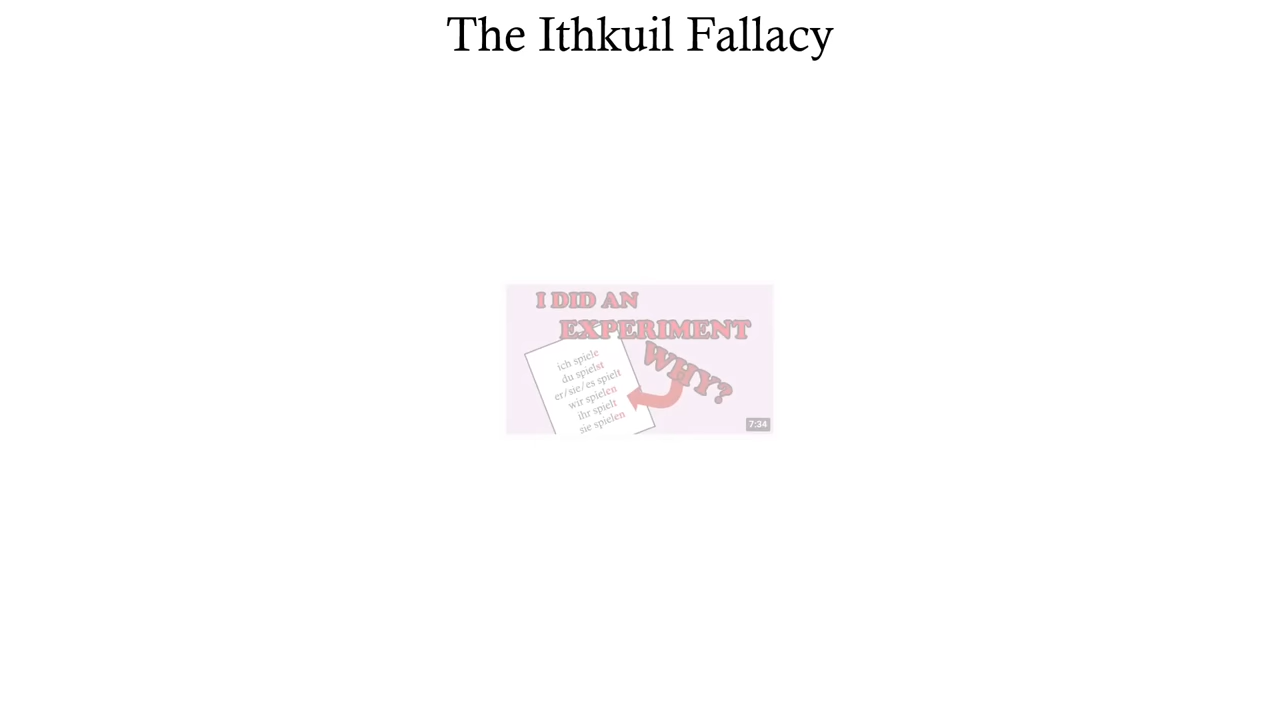 The Ithkuil Fallacy
I DID AN
EXPERIMENT
WHY?
ich spiele
du spielst
er/sie/es spielt
wir spielen
ihr spielt
sie spielen
7:34